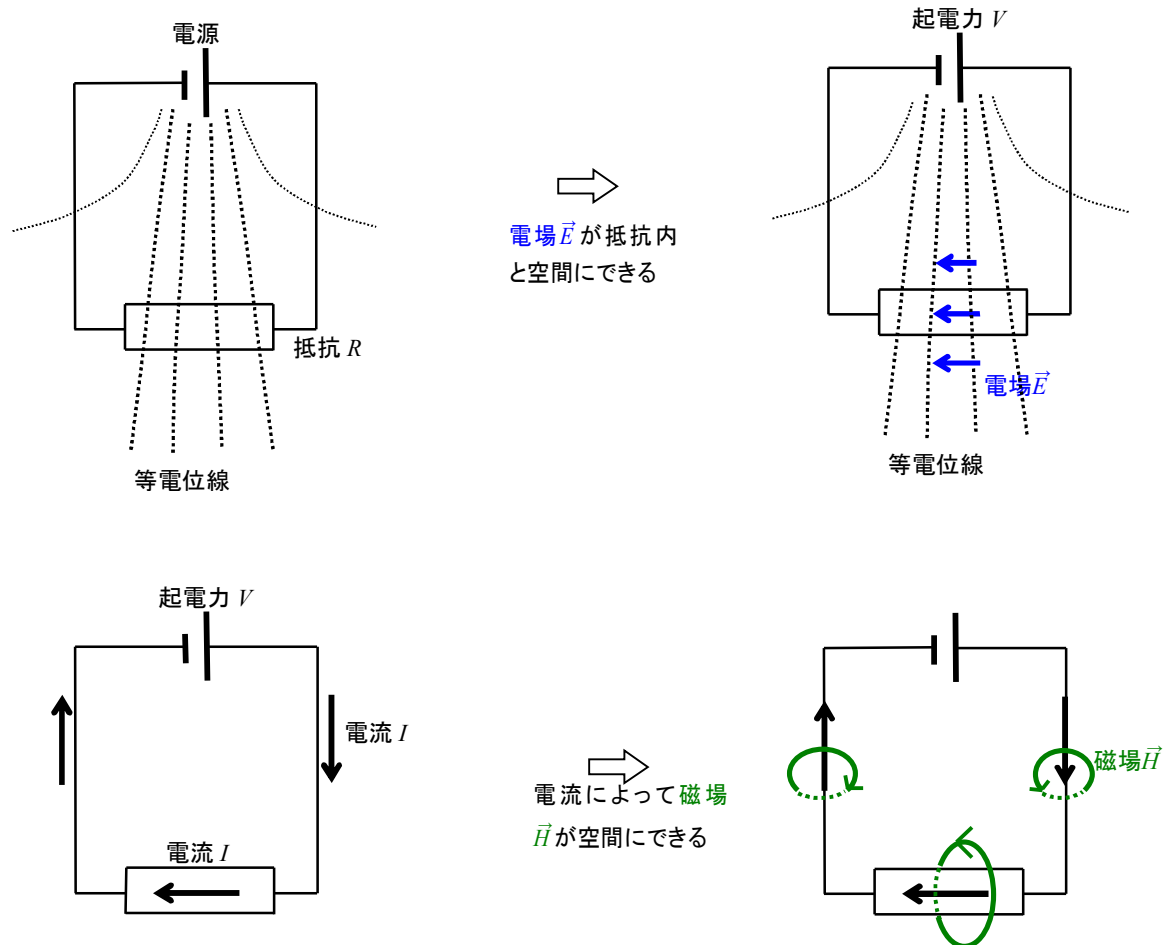 電源
抵抗 R
等電位線
電場E⃗が抵抗内
と空間にできる
起電力 V
電場E⃗
等電位線
起電力 V
電流 I
電流 I
電流によって磁場
H⃗が空間にできる
磁場H⃗